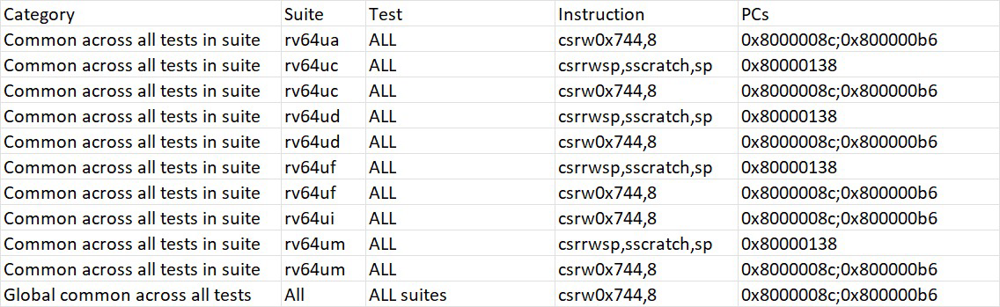 Category Suite Test Instruction PCs
Common across all tests in suite rv64ua ALL csrw0x744,8 0x8000008c;0x800000b6
Common across all tests in suite rv64uc ALL csrrwsp,sscratch,sp 0x80000138
Common across all tests in suite rv64uc ALL csrw0x744,8 0x8000008c;0x800000b6
Common across all tests in suite rv64ud ALL csrrwsp,sscratch,sp 0x80000138
Common across all tests in suite rv64ud ALL csrw0x744,8 0x8000008c;0x800000b6
Common across all tests in suite rv64uf ALL csrrwsp,sscratch,sp 0x80000138
Common across all tests in suite rv64uf ALL csrw0x744,8 0x8000008c;0x800000b6
Common across all tests in suite rv64ui ALL csrw0x744,8 0x8000008c;0x800000b6
Common across all tests in suite rv64um ALL csrrwsp,sscratch,sp 0x80000138
Common across all tests in suite rv64um ALL csrw0x744,8 0x8000008c;0x800000b6
Global common across all tests All ALL suites csrw0x744,8 0x8000008c;0x800000b6